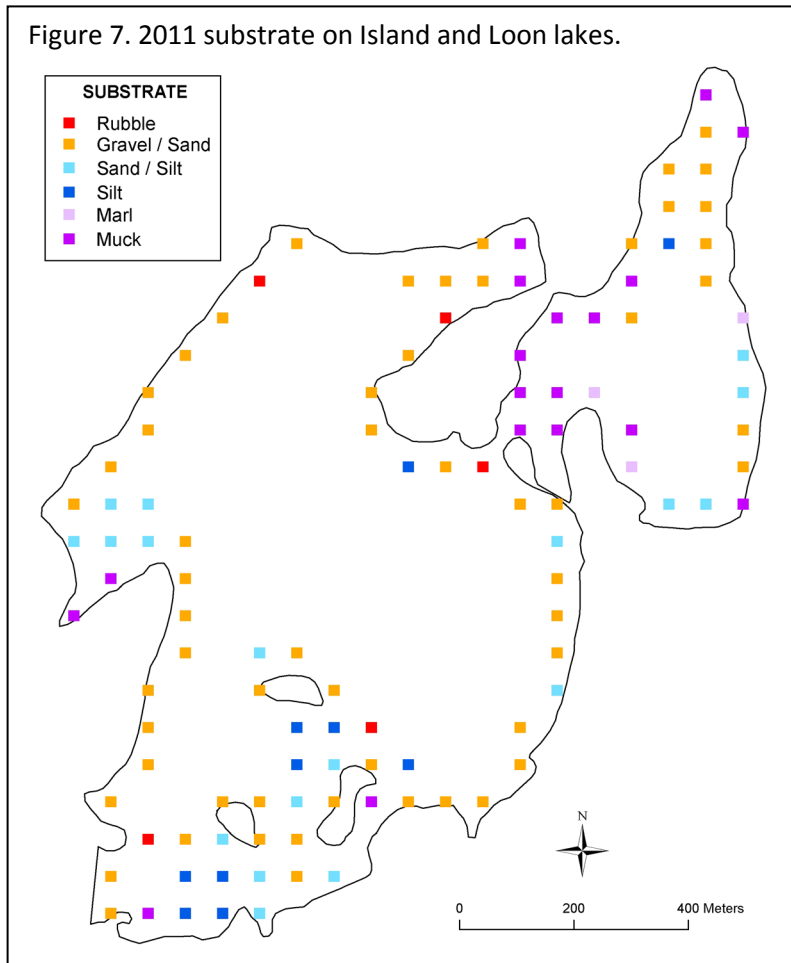 Figure 7. 2011 substrate on Island and Loon lakes.
SUBSTRATE
Rubble
Gravel / Sand
Sand / Silt
Silt
Marl
Muck
N
0 200 400 Meters